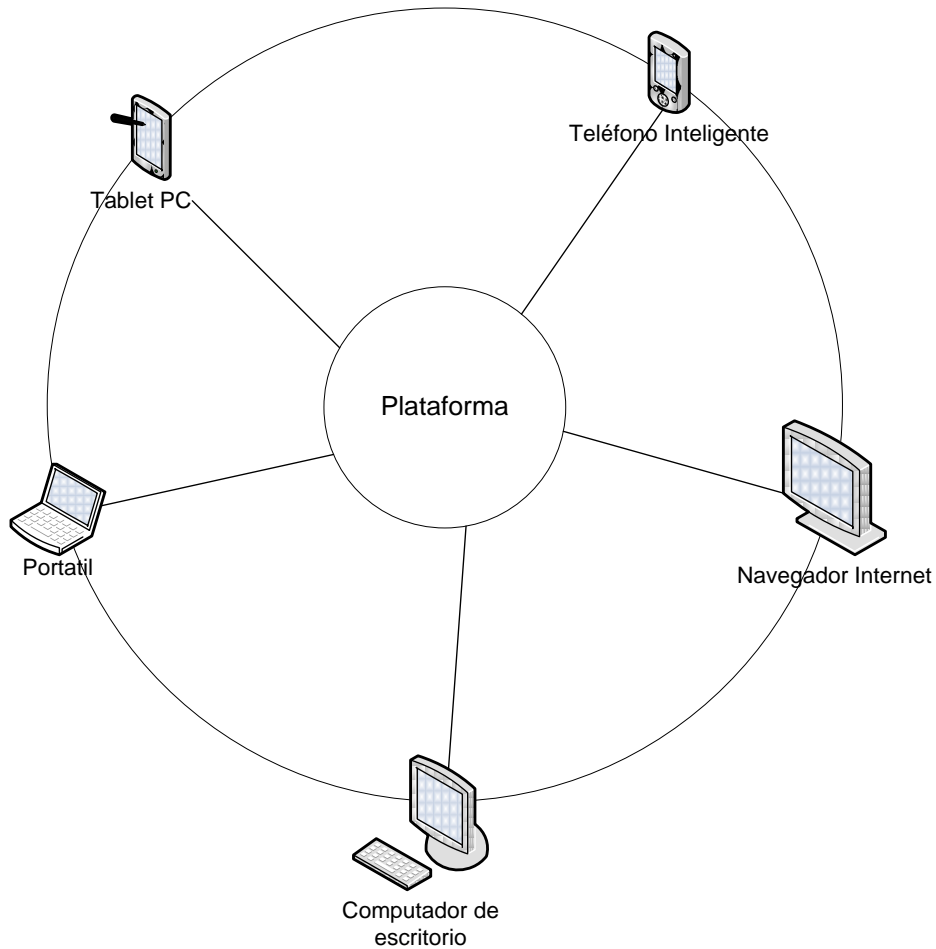 Teléfono Inteligente
Tablet PC
Plataforma
Portatil
Navegador Internet
Computador de
escritorio